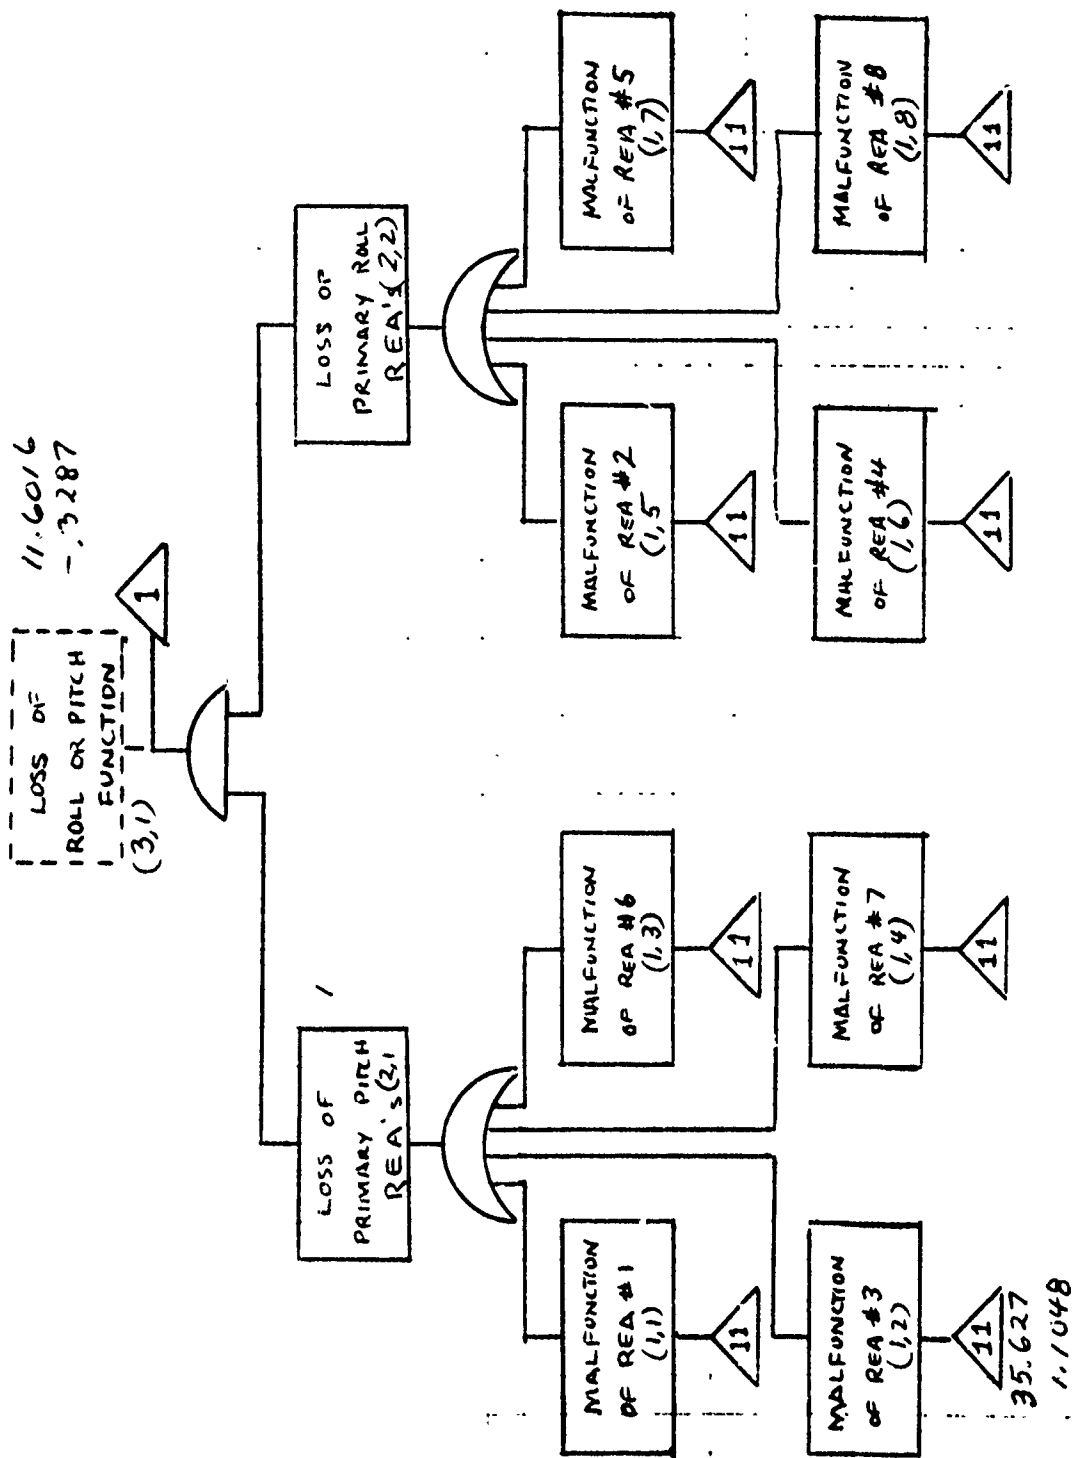 LOSS OF
ROLL OR PITCH
FUNCTION
(3,1)
11.6016
-.3287
1
LOSS OF
PRIMARY PITCH
REA's (2,1
LOSS OF
PRIMARY ROLL
REA's (2,2)
MALFUNCTION
OF REA #1
(1,1)
11
MALFUNCTION
OF REA #6
(1,3)
11
MALFUNCTION
OF REA #2
(1,5
11
MALFUNCTION
OF REA #5
(1,7)
11
MALFUNCTION
OF REA #3
(1,2)
11
35.627
1.1048
MALFUNCTION
OF REA #7
(1,4)
11
MALFUNCTION
OF REA #4
(1,6)
11
MALFUNCTION
OF REA #8
(1,8)
11